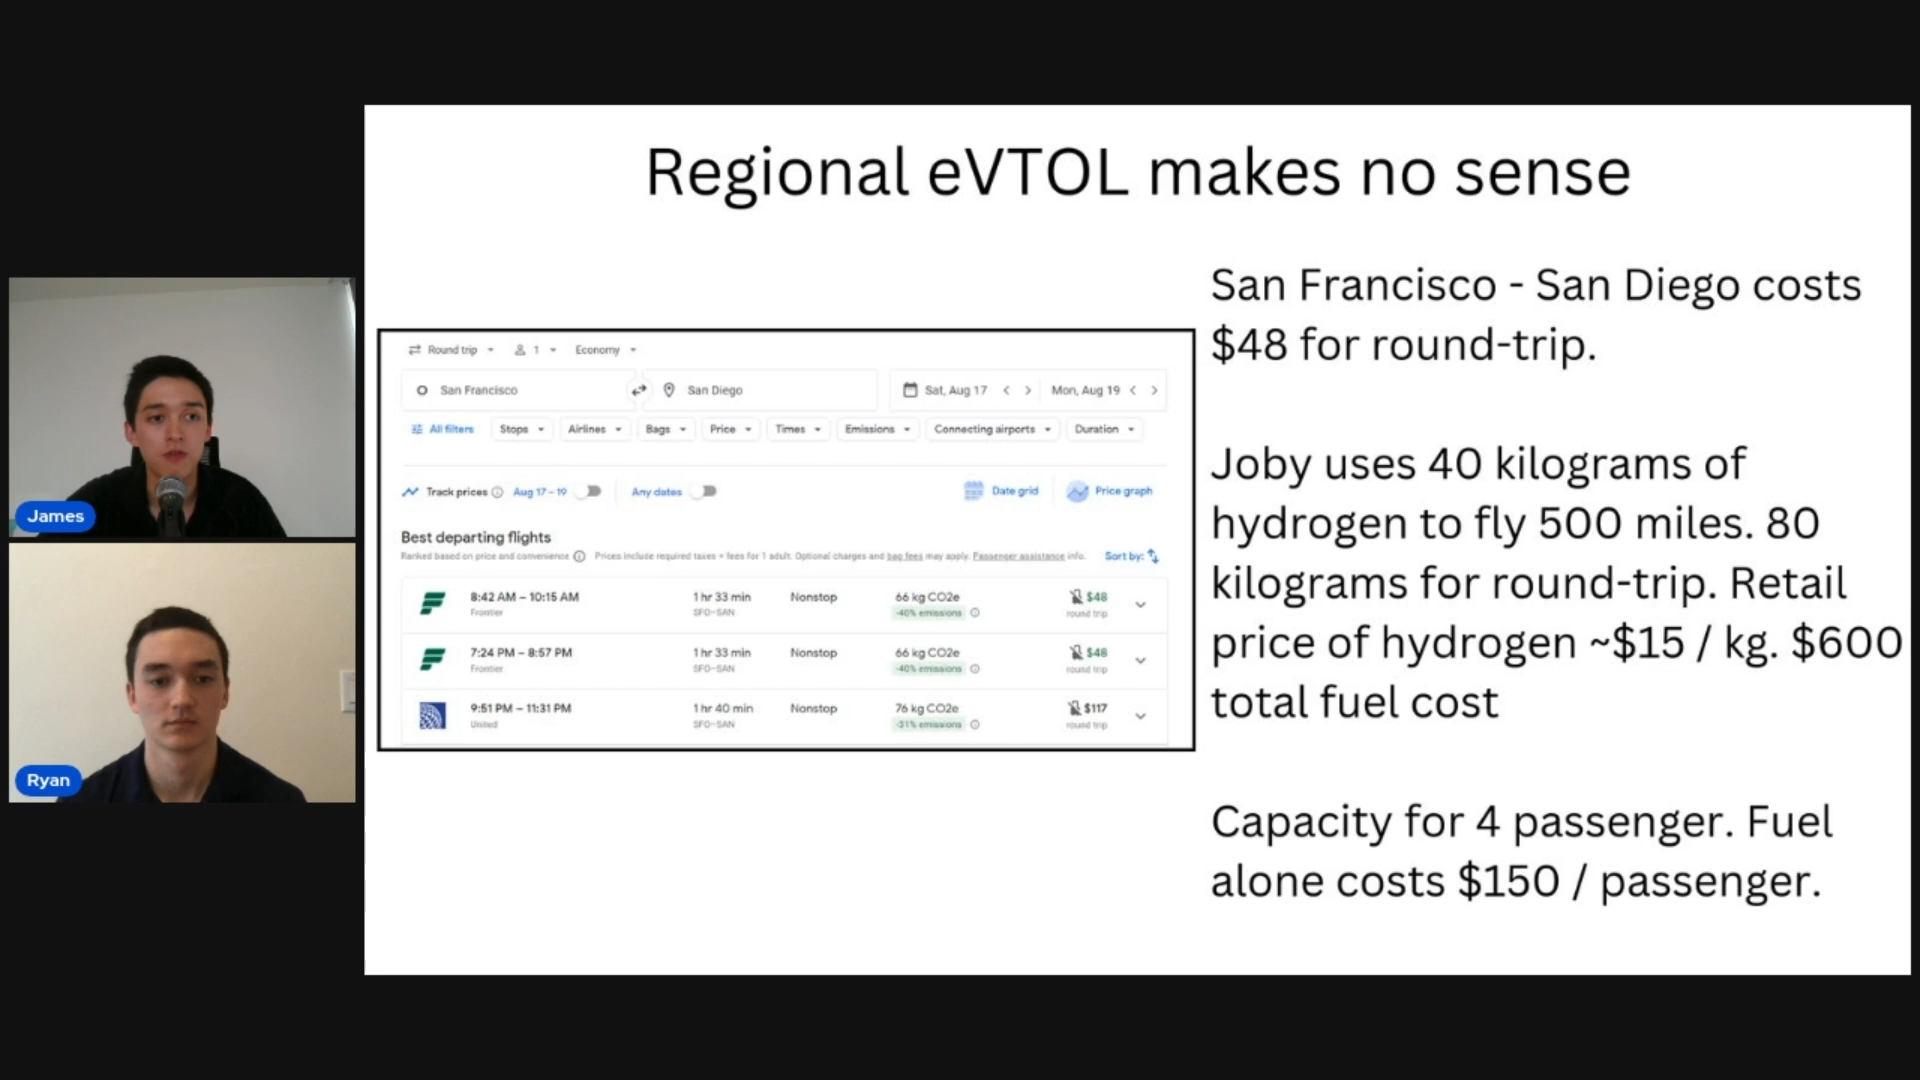 Regional eVTOL makes no sense
James
Ryan
Round trip 1 Economy
San Francisco San Diego Sat, Aug 17 Mon, Aug 19
All filters Stops Airlines Bags Price Times Emissions Connecting airports Duration
Track prices Aug 17 – 19 Any dates Date grid Price graph
Best departing flights
Ranked based on price and convenience Prices include required taxes + fees for 1 adult. Optional charges and bag fees may apply. Passenger assistance info. Sort by:
8:42 AM – 10:15 AM 1 hr 33 min Nonstop 66 kg CO2e $48
Frontier SFO–SAN -40% emissions round trip
7:24 PM – 8:57 PM 1 hr 33 min Nonstop 66 kg CO2e $48
Frontier SFO–SAN -40% emissions round trip
9:51 PM – 11:31 PM 1 hr 40 min Nonstop 76 kg CO2e $117
United SFO–SAN -31% emissions round trip
San Francisco - San Diego costs
$48 for round-trip.
Joby uses 40 kilograms of
hydrogen to fly 500 miles. 80
kilograms for round-trip. Retail
price of hydrogen ~$15 / kg. $600
total fuel cost
Capacity for 4 passenger. Fuel
alone costs $150 / passenger.